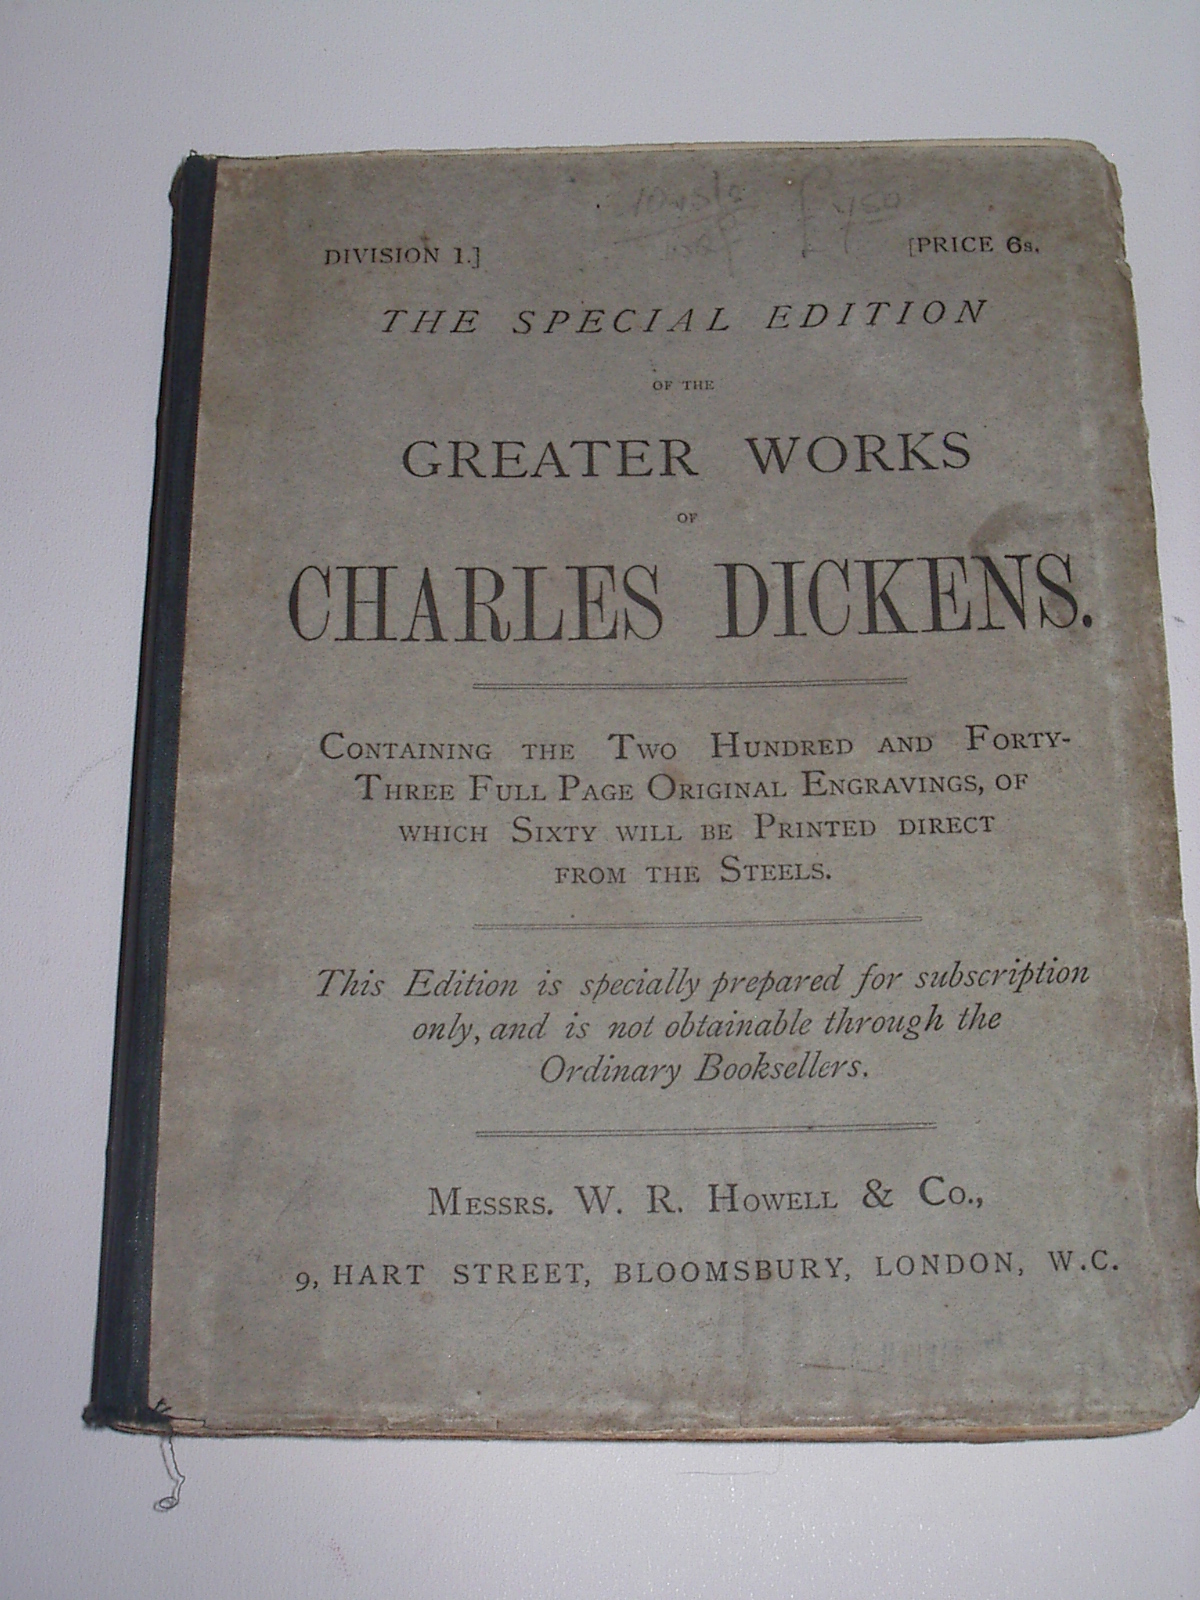 DIVISION 1.] [PRICE 6s.
THE SPECIAL EDITION
OF THE
GREATER WORKS
OF
CHARLES DICKENS.
CONTAINING THE TWO HUNDRED AND FORTY-
THREE FULL PAGE ORIGINAL ENGRAVINGS, OF
WHICH SIXTY WILL BE PRINTED DIRECT
FROM THE STEELS.
This Edition is specially prepared for subscription
only, and is not obtainable through the
Ordinary Booksellers.
MESSRS. W. R. HOWELL & CO.,
9, HART STREET, BLOOMSBURY, LONDON, W.C.